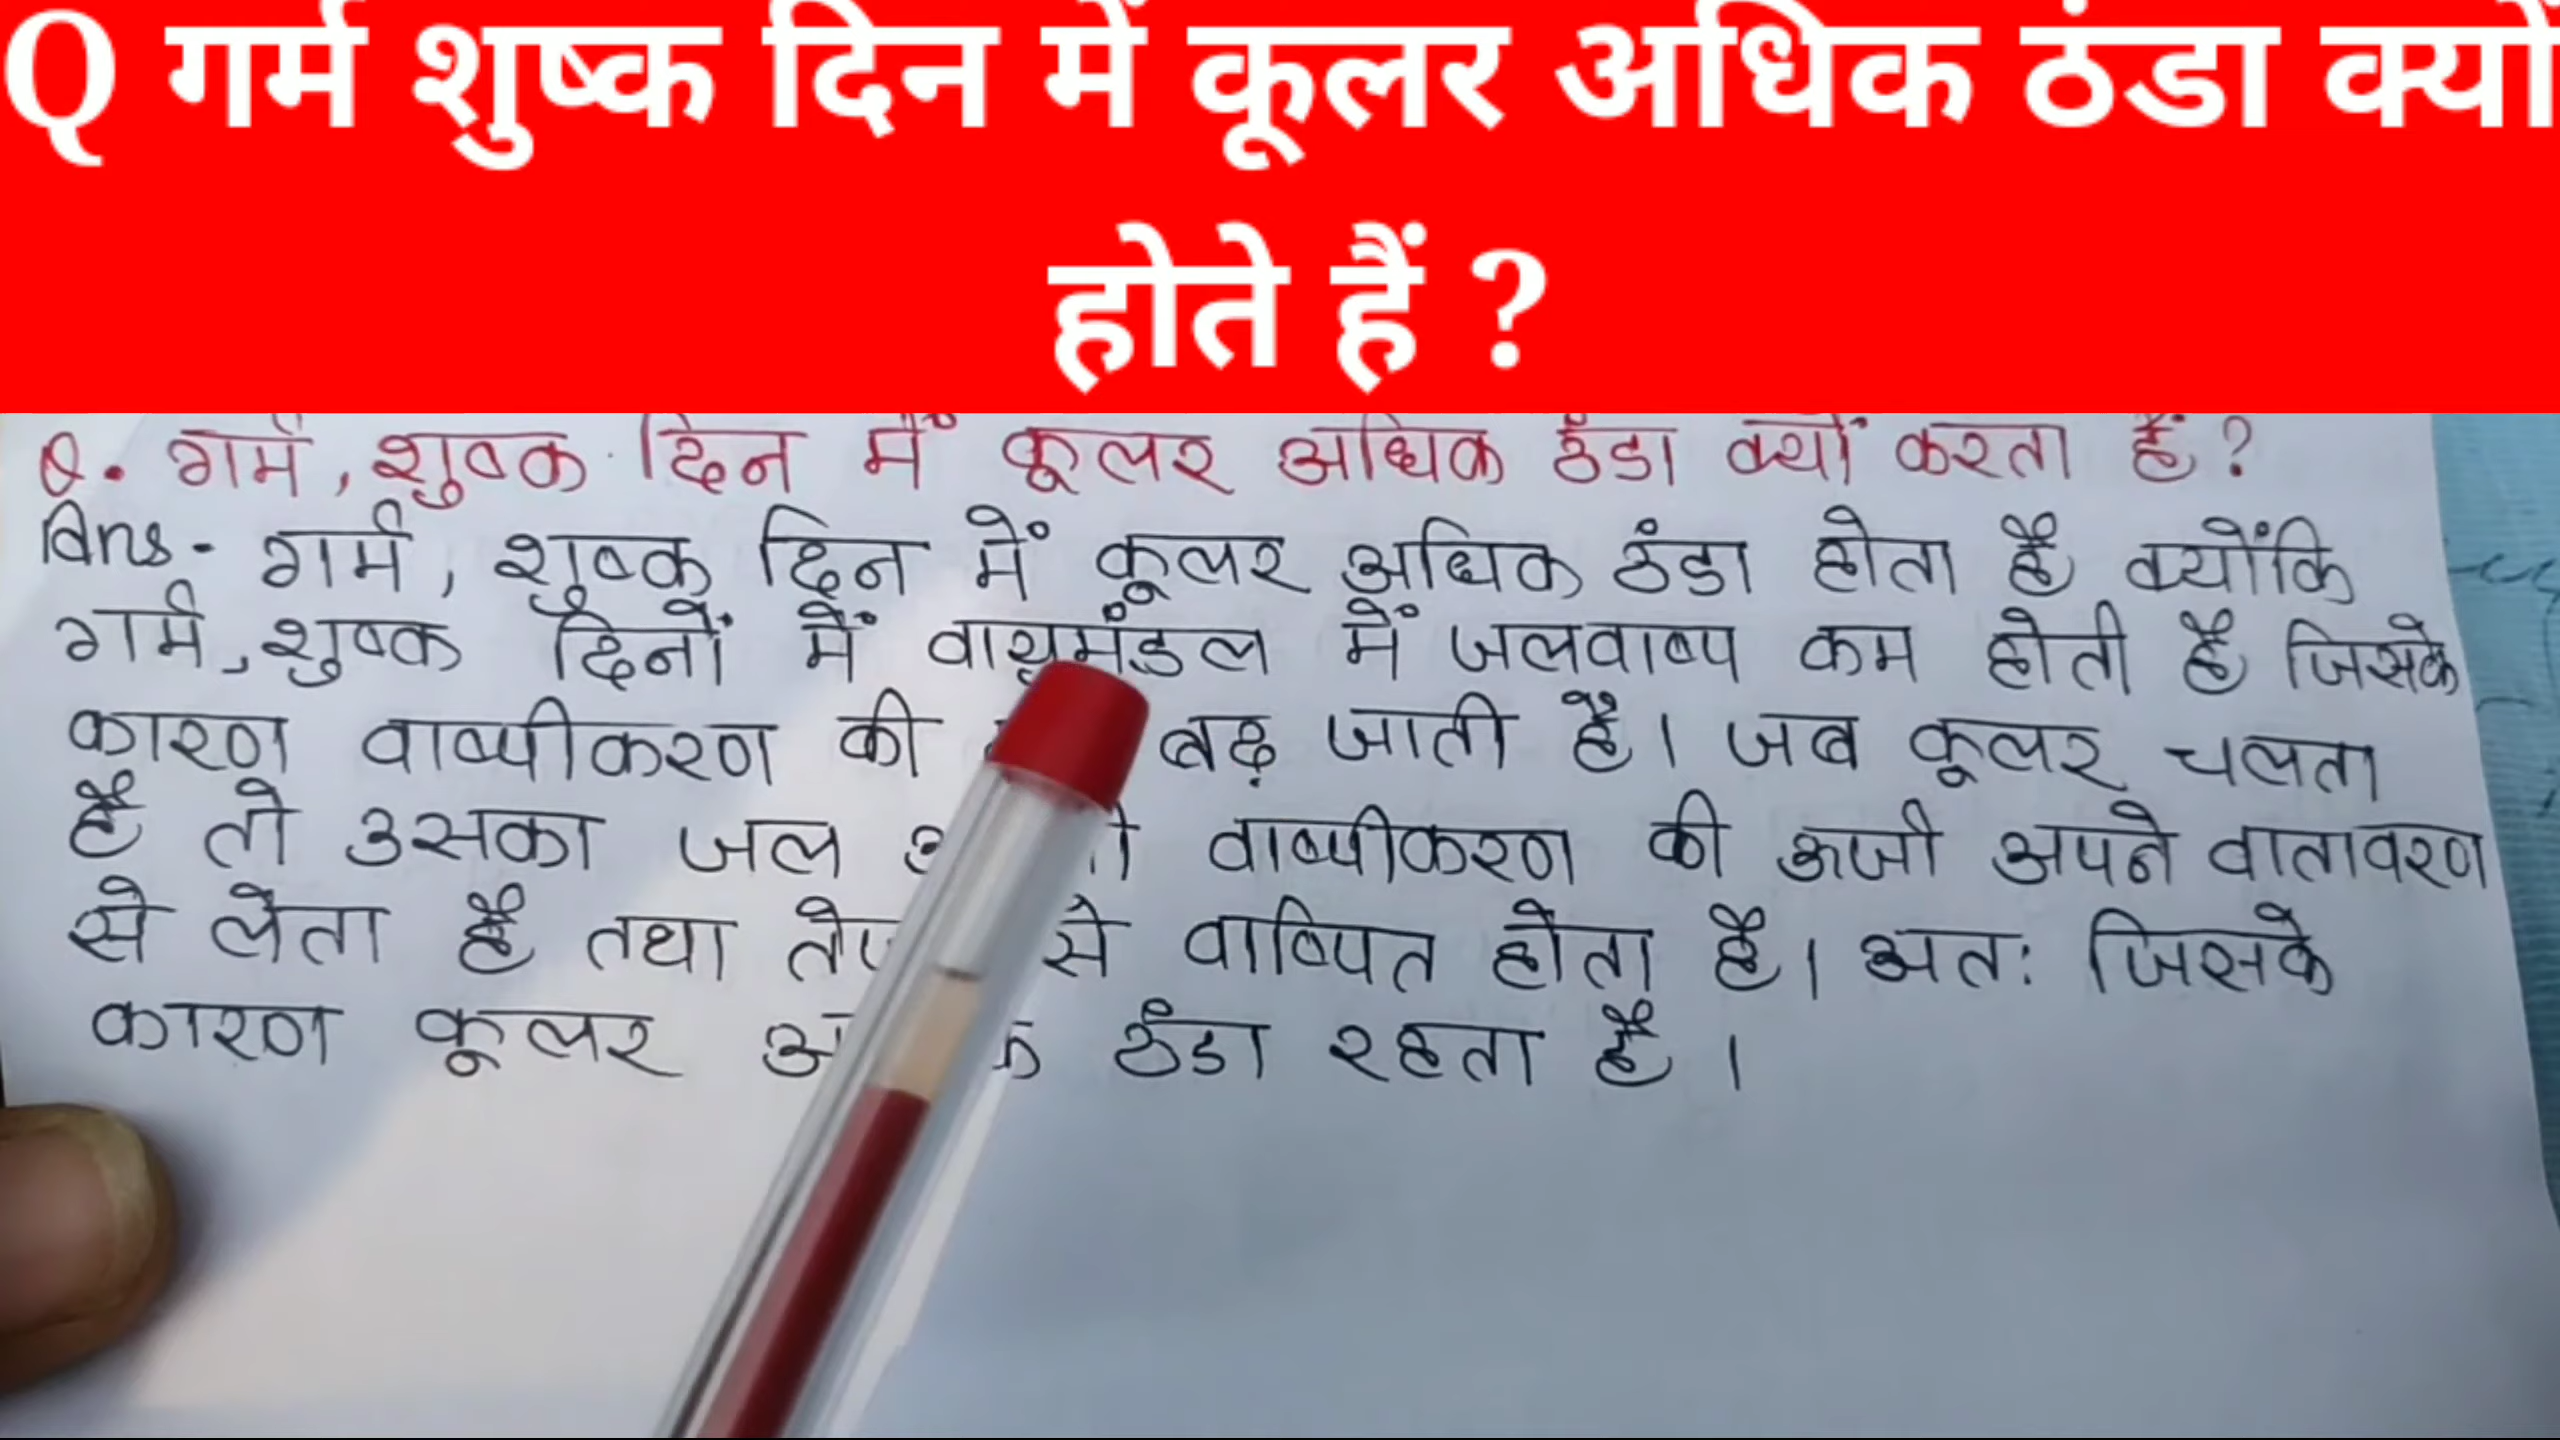 Q गर्म शुष्क दिन में कूलर अधिक ठंडा क्यों
होते हैं ?
Q. गर्म, शुष्क दिन में कूलर अधिक ठंडा क्यों करता हैं?
Ans- गर्म, शुष्क दिन में कूलर अधिक ठंडा होता है क्योंकि
गर्म, शुष्क दिनों में वायुमंडल में जलवाष्प कम होती है जिसके
कारण वाष्पीकरण की बढ़ जाती है। जब कूलर चलता
है तो उसका जल वाष्पीकरण की ऊर्जा अपने वातावरण
से लेता है तथा से वाष्पित होता है। अतः जिसके
कारण कूलर ठंडा रहता है।